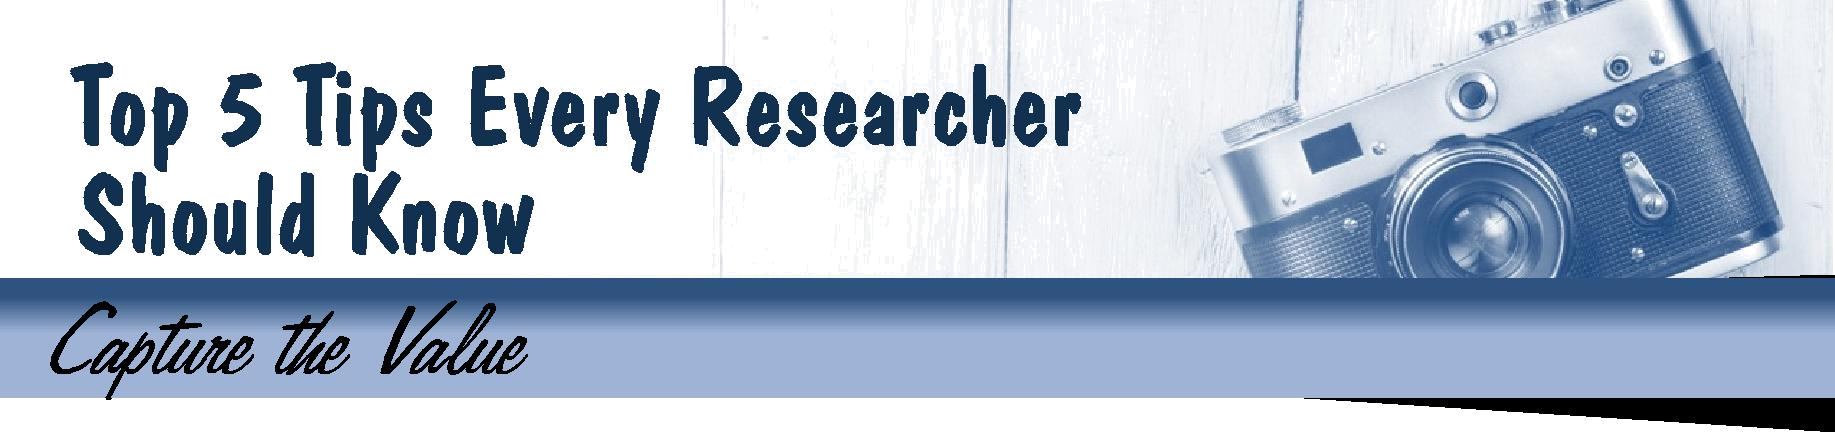 Top 5 Tips Every Researcher
Should Know
Capture the Value